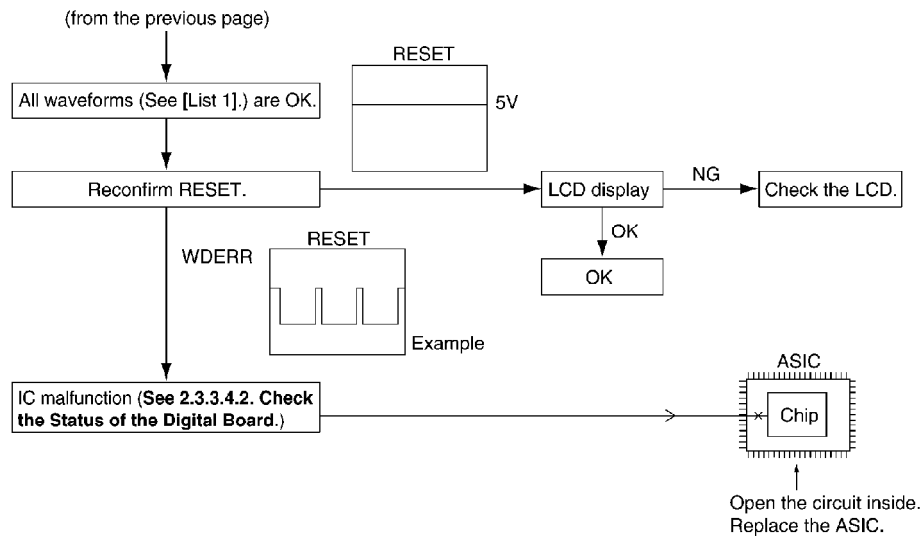 (from the previous page)
RESET
All waveforms (See [List 1].) are OK.
5V
Reconfirm RESET.
LCD display
NG
Check the LCD.
WDERR
RESET
OK
OK
Example
IC malfunction (See 2.3.3.4.2. Check
the Status of the Digital Board.)
ASIC
Chip
Open the circuit inside.
Replace the ASIC.